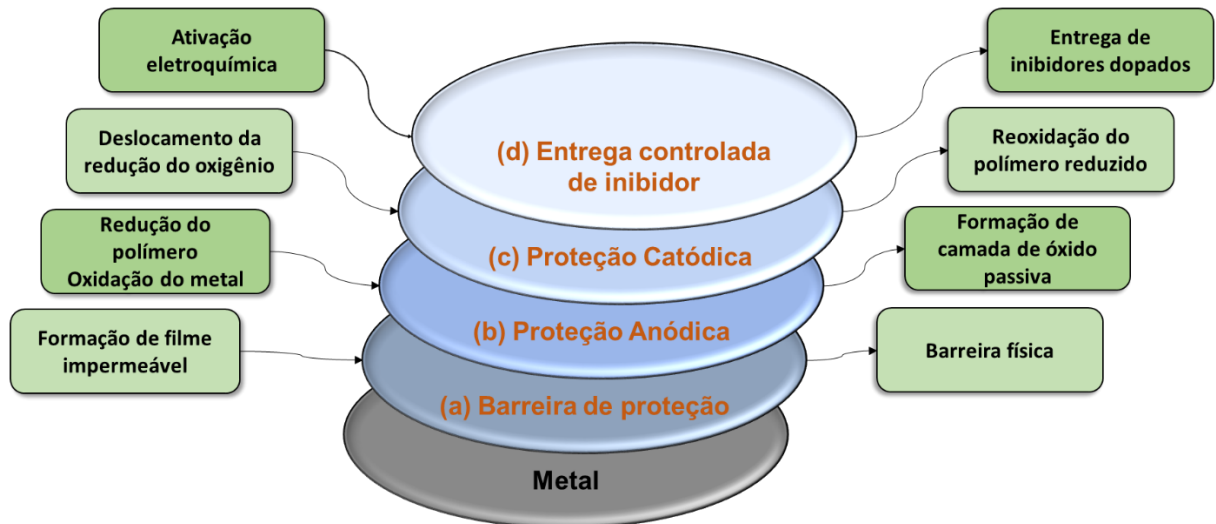 Ativação
eletroquímica
Entrega de
inibidores dopados
(d) Entrega controlada
de inibidor
Deslocamento da
redução do oxigênio
Reoxidação do
polímero reduzido
(c) Proteção Catódica
Redução do
polímero
Oxidação do metal
Formação de
camada de óxido
passiva
(b) Proteção Anódica
Formação de filme
impermeável
Barreira física
(a) Barreira de proteção
Metal